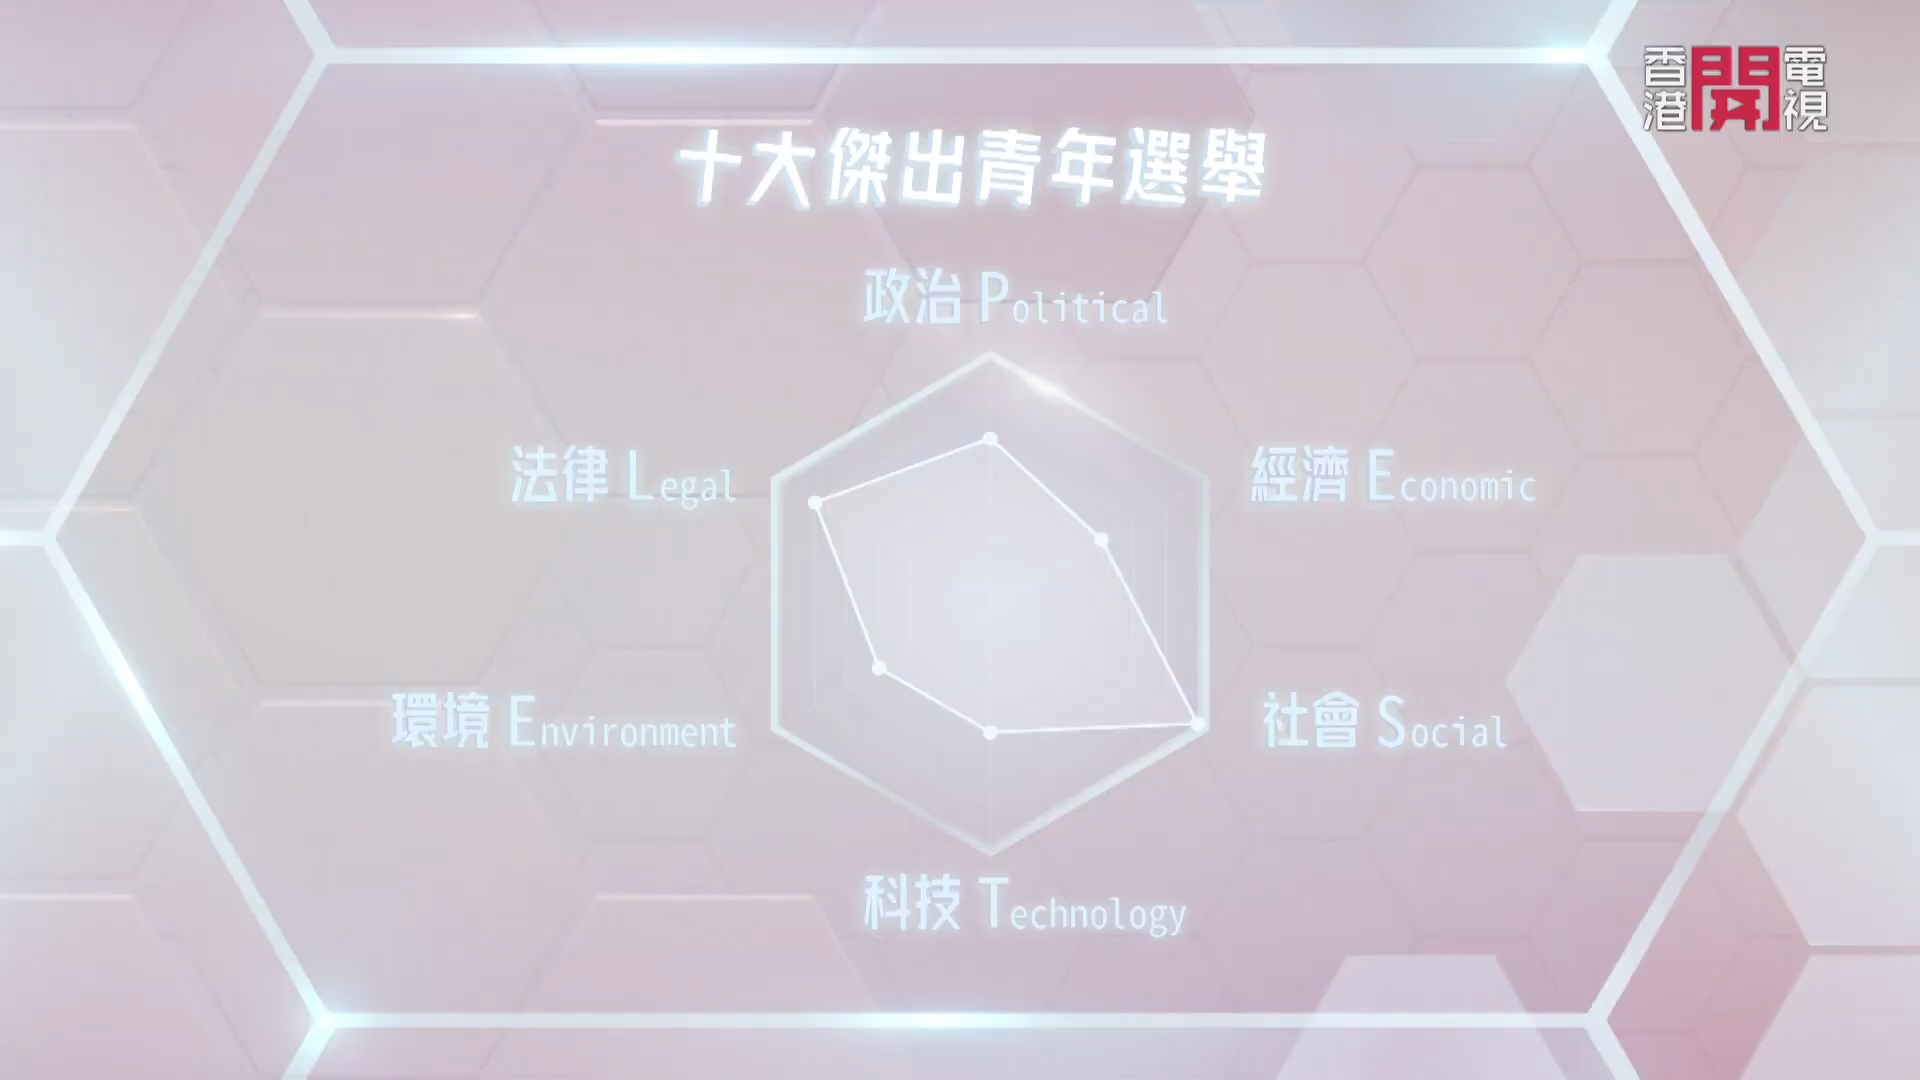 香港開電視
十大傑出青年選舉
政治 Political
法律 Legal
經濟 Economic
環境 Environment
社會 Social
科技 Technology